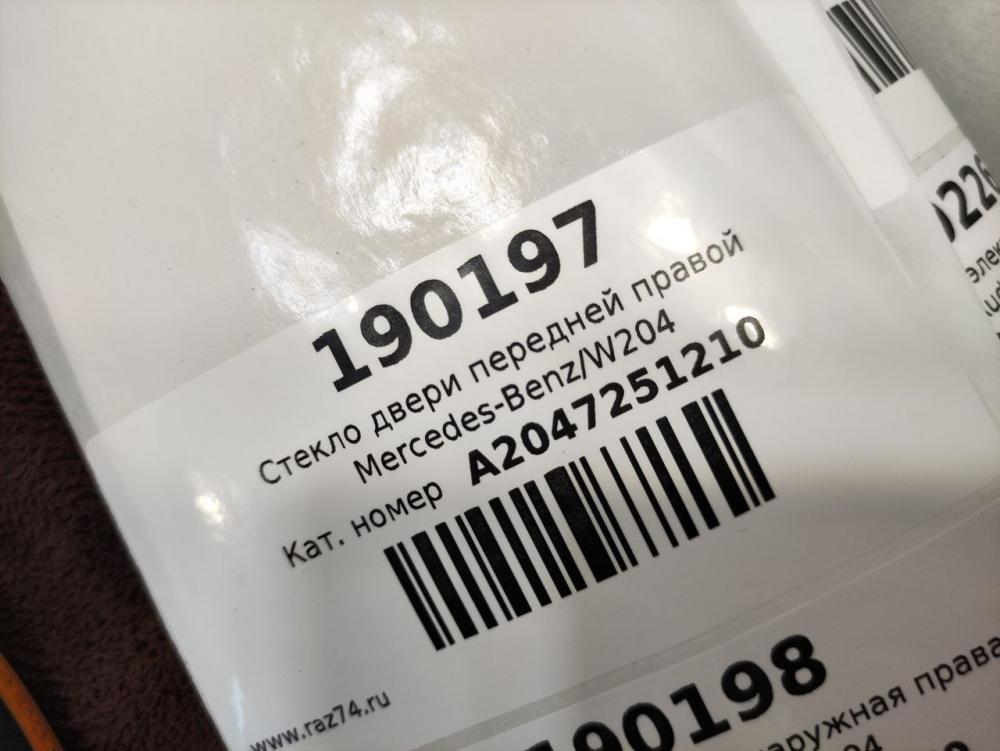 190197
Стекло двери передней правой
Mercedes-Benz/W204
Кат. номер A2047251210
www.raz74.ru
190198